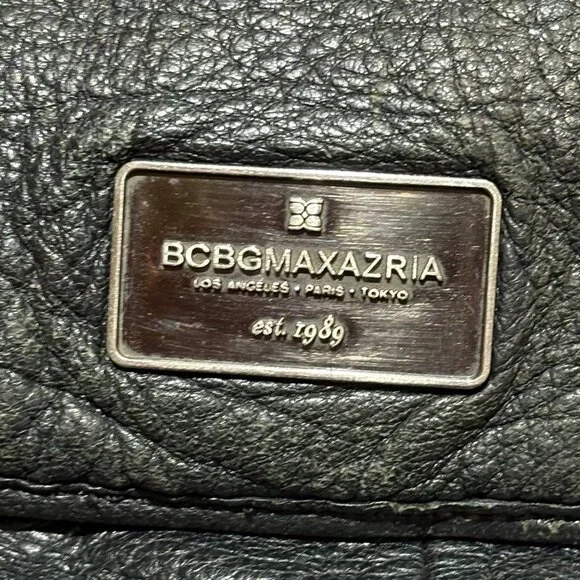 BCBGMAXAZRIA
LOS ANGELES • PARIS • TOKYO
est. 1989